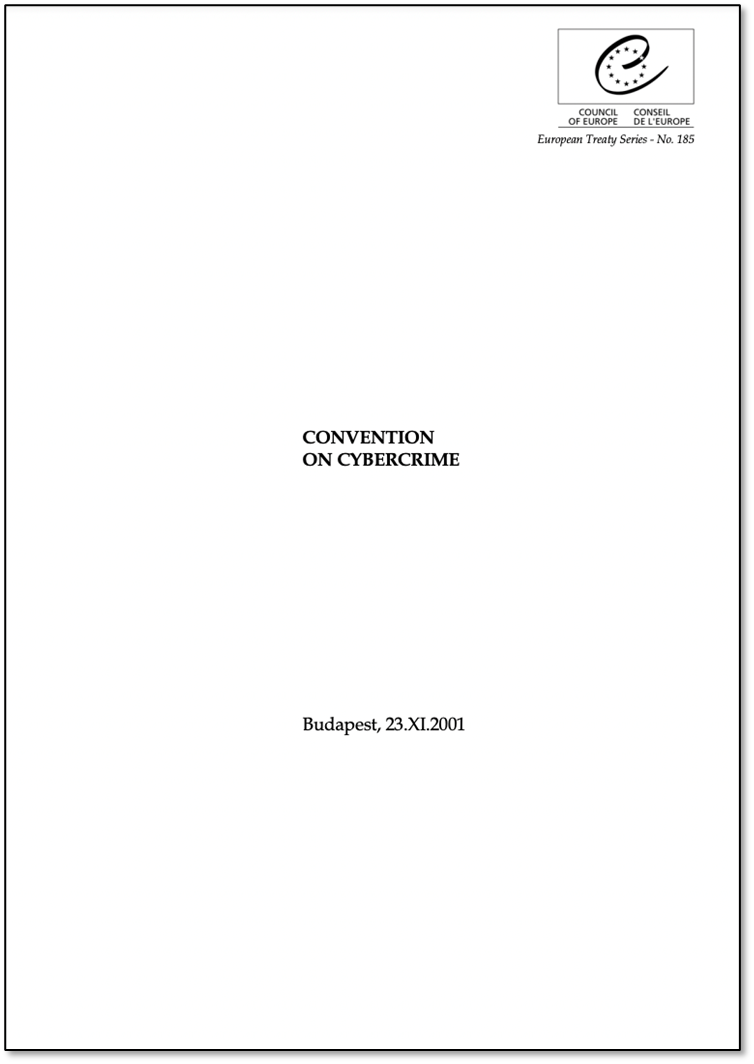 COUNCIL CONSEIL
OF EUROPE DE L'EUROPE
European Treaty Series - No. 185
CONVENTION
ON CYBERCRIME
Budapest, 23.XI.2001